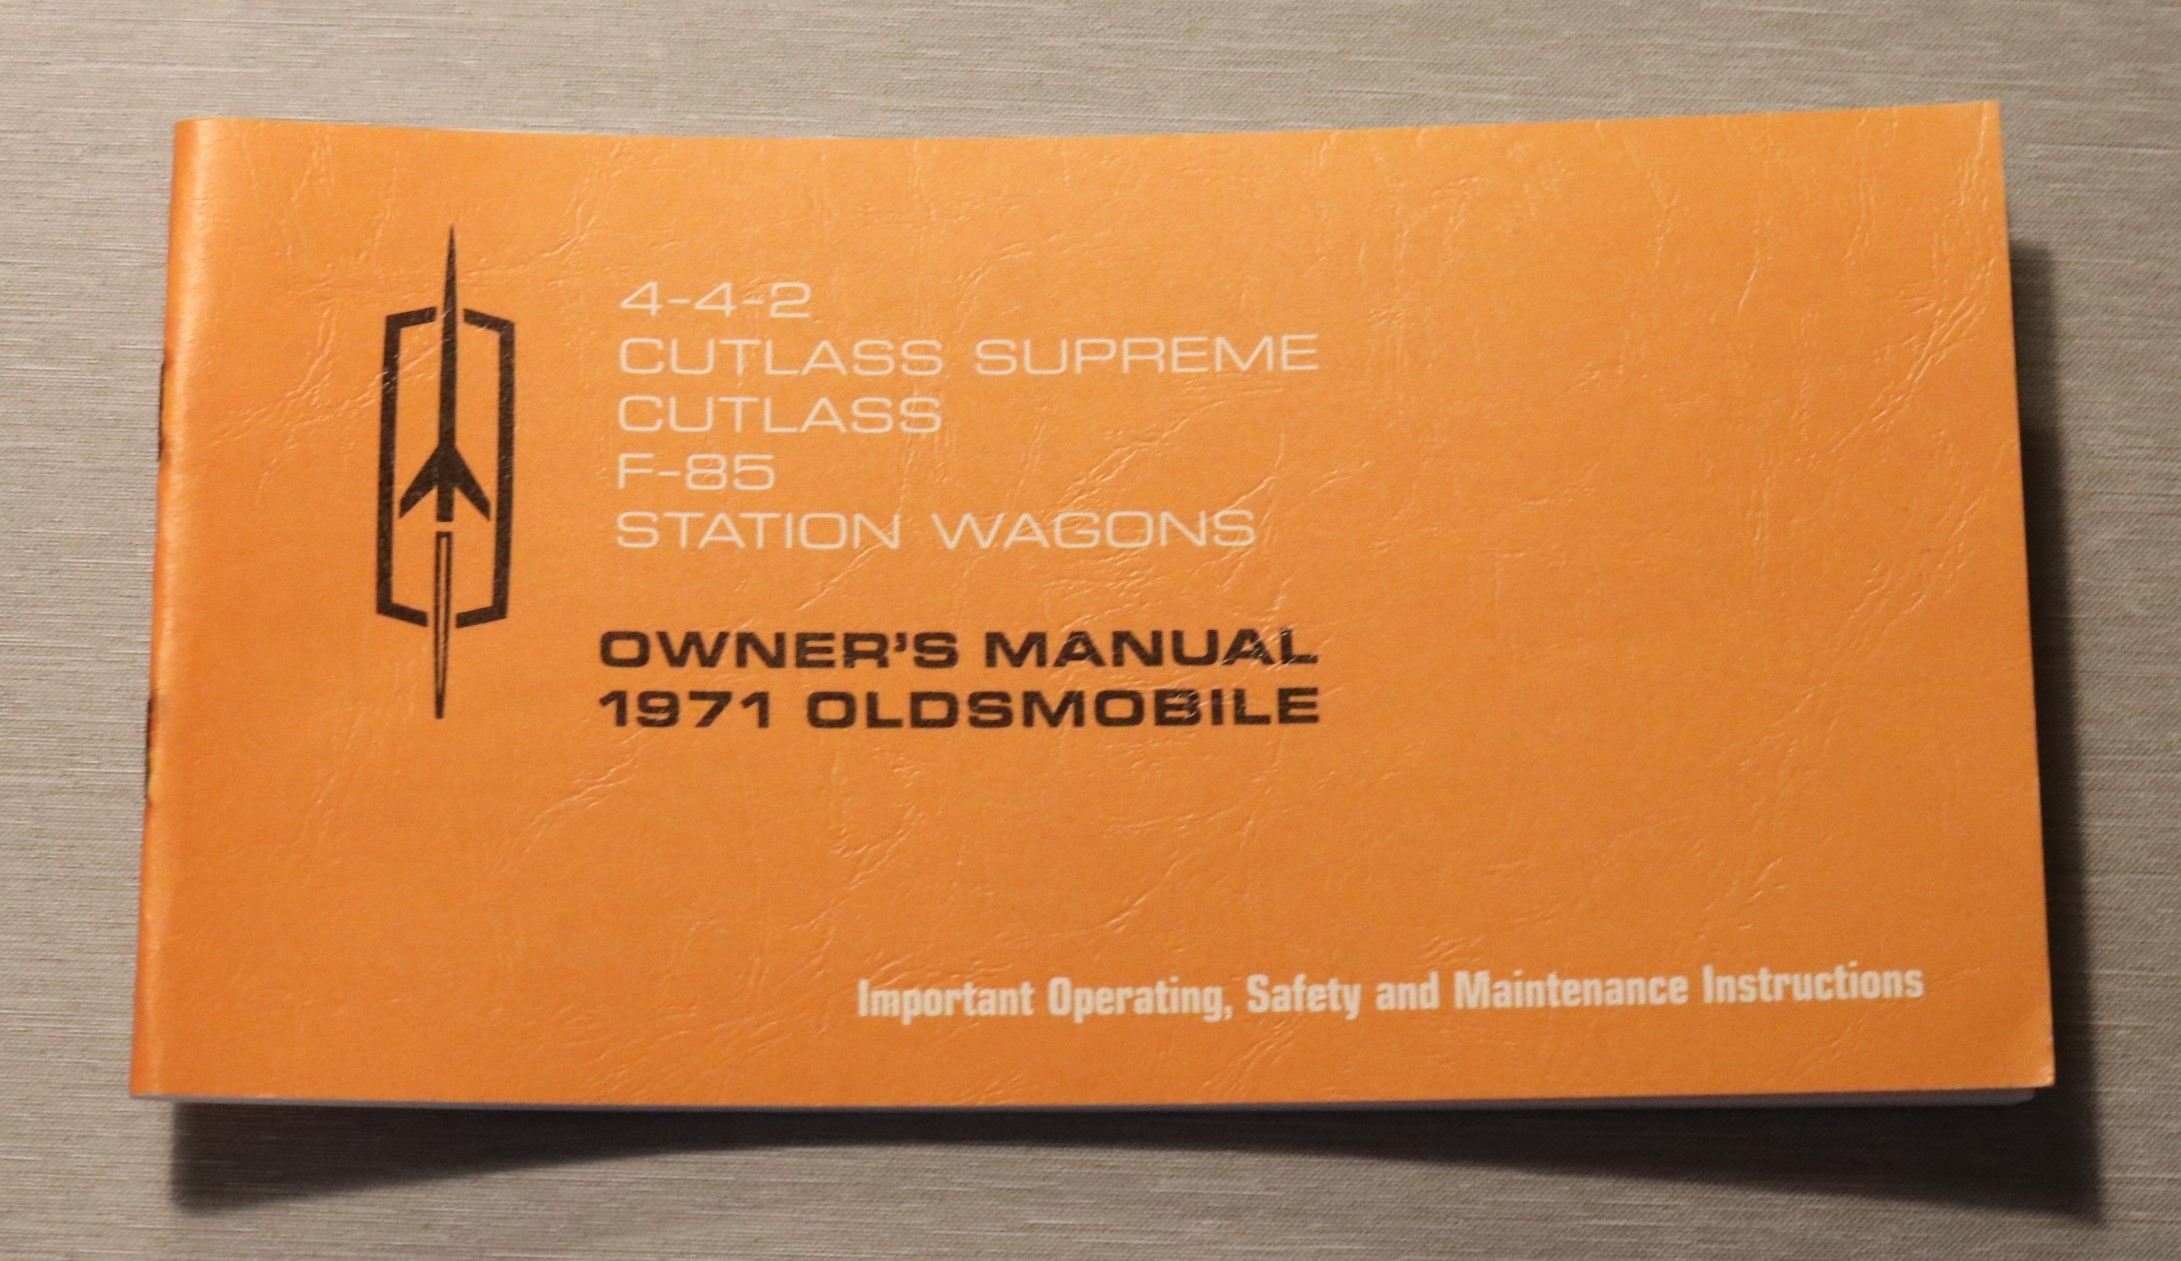 4-4-2
CUTLASS SUPREME
CUTLASS
F-85
STATION WAGONS
OWNER'S MANUAL
1971 OLDSMOBILE
Important Operating, Safety and Maintenance Instructions